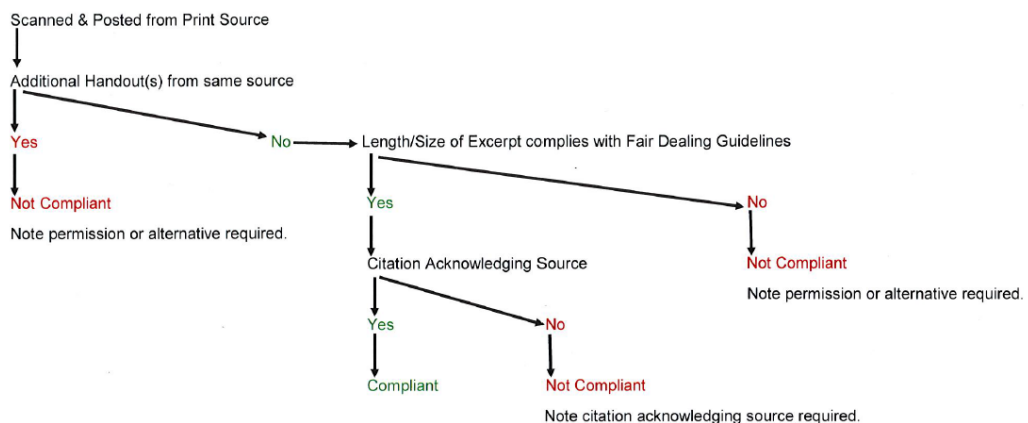 Scanned & Posted from Print Source
Additional Handout(s) from same source
Yes
No
Length/Size of Excerpt complies with Fair Dealing Guidelines
Not Compliant
Yes
No
Note permission or alternative required.
Citation Acknowledging Source
Not Compliant
Note permission or alternative required.
Yes
No
Compliant
Not Compliant
Note citation acknowledging source required.